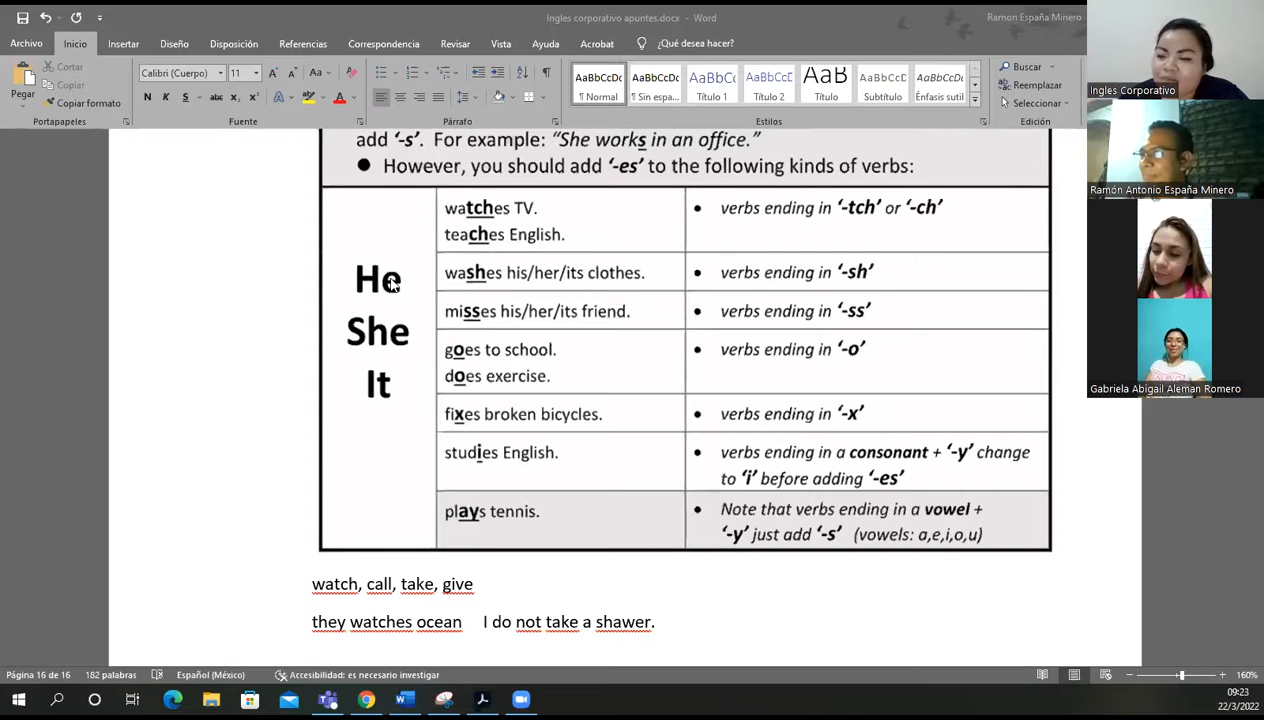 Ingles corporativo apuntes.docx - Word
Ramon España Minero
Archivo Inicio Insertar Diseño Disposición Referencias Correspondencia Revisar Vista Ayuda Acrobat ¿Qué desea hacer?
Pegar
Cortar
Copiar
Copiar formato
Portapapeles
Calibri (Cuerpo) 11
N K S abc x₂ x²
Fuente
Párrafo
AaBbCcDc AaBbCcDc AaBbCc AaBbCcD AaB AaBbCcD AaBbCcDc
¶ Normal ¶ Sin espa... Título 1 Título 2 Título Subtítulo Énfasis sutil
Estilos
Buscar
Reemplazar
Seleccionar
Edición
Ingles Corporativo
Ramón Antonio España Minero
Gabriela Abigail Aleman Romero
add ‘-s’. For example: “She works in an office.”
● However, you should add ‘-es’ to the following kinds of verbs:
He
She
It
watches TV.
teaches English.
• verbs ending in ‘-tch’ or ‘-ch’
washes his/her/its clothes.
• verbs ending in ‘-sh’
misses his/her/its friend.
• verbs ending in ‘-ss’
goes to school.
does exercise.
• verbs ending in ‘-o’
fixes broken bicycles.
• verbs ending in ‘-x’
studies English.
• verbs ending in a consonant + ‘-y’ change
to ‘i’ before adding ‘-es’
plays tennis.
• Note that verbs ending in a vowel +
‘-y’ just add ‘-s’ (vowels: a,e,i,o,u)
watch, call, take, give
they watches ocean I do not take a shawer.
Página 16 de 16 182 palabras Español (México) Accesibilidad: es necesario investigar 160%
09:23
22/3/2022